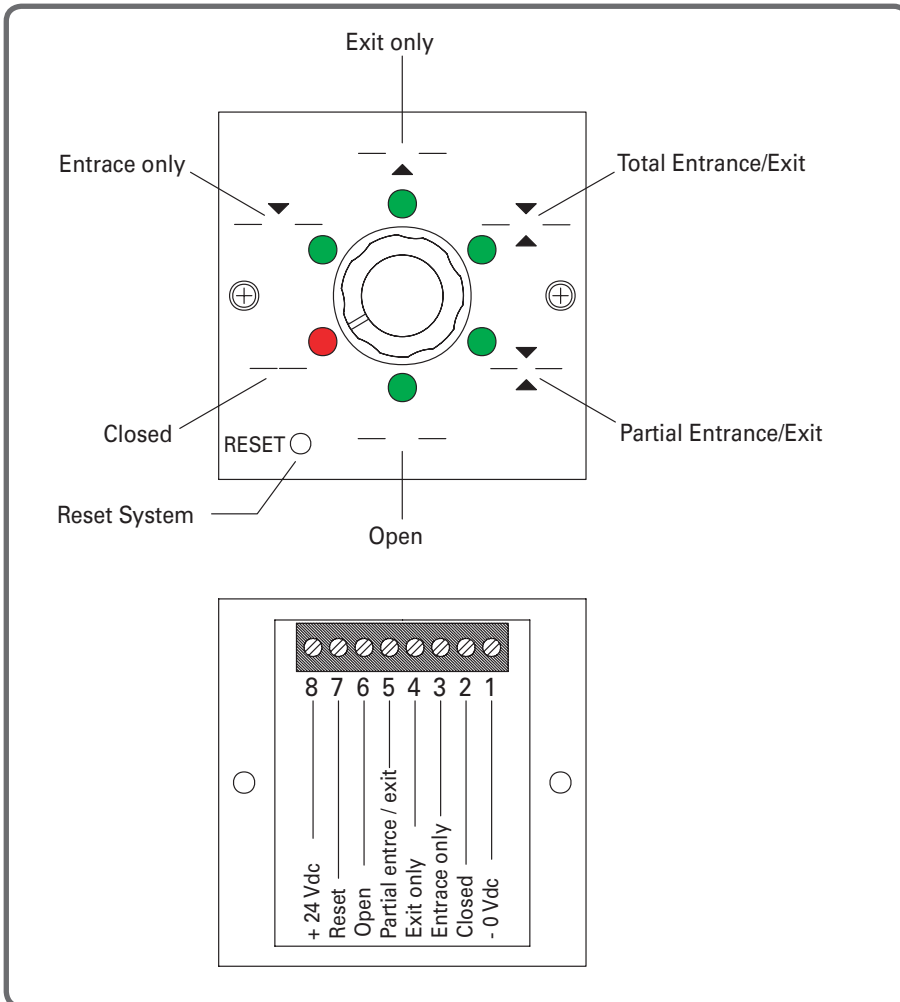 Exit only
Entrace only
Total Entrance/Exit
Closed
Partial Entrance/Exit
RESET
Reset System
Open
8 7 6 5 4 3 2 1
+ 24 Vdc
Reset
Open
Partial entrce / exit
Exit only
Entrace only
Closed
- 0 Vdc